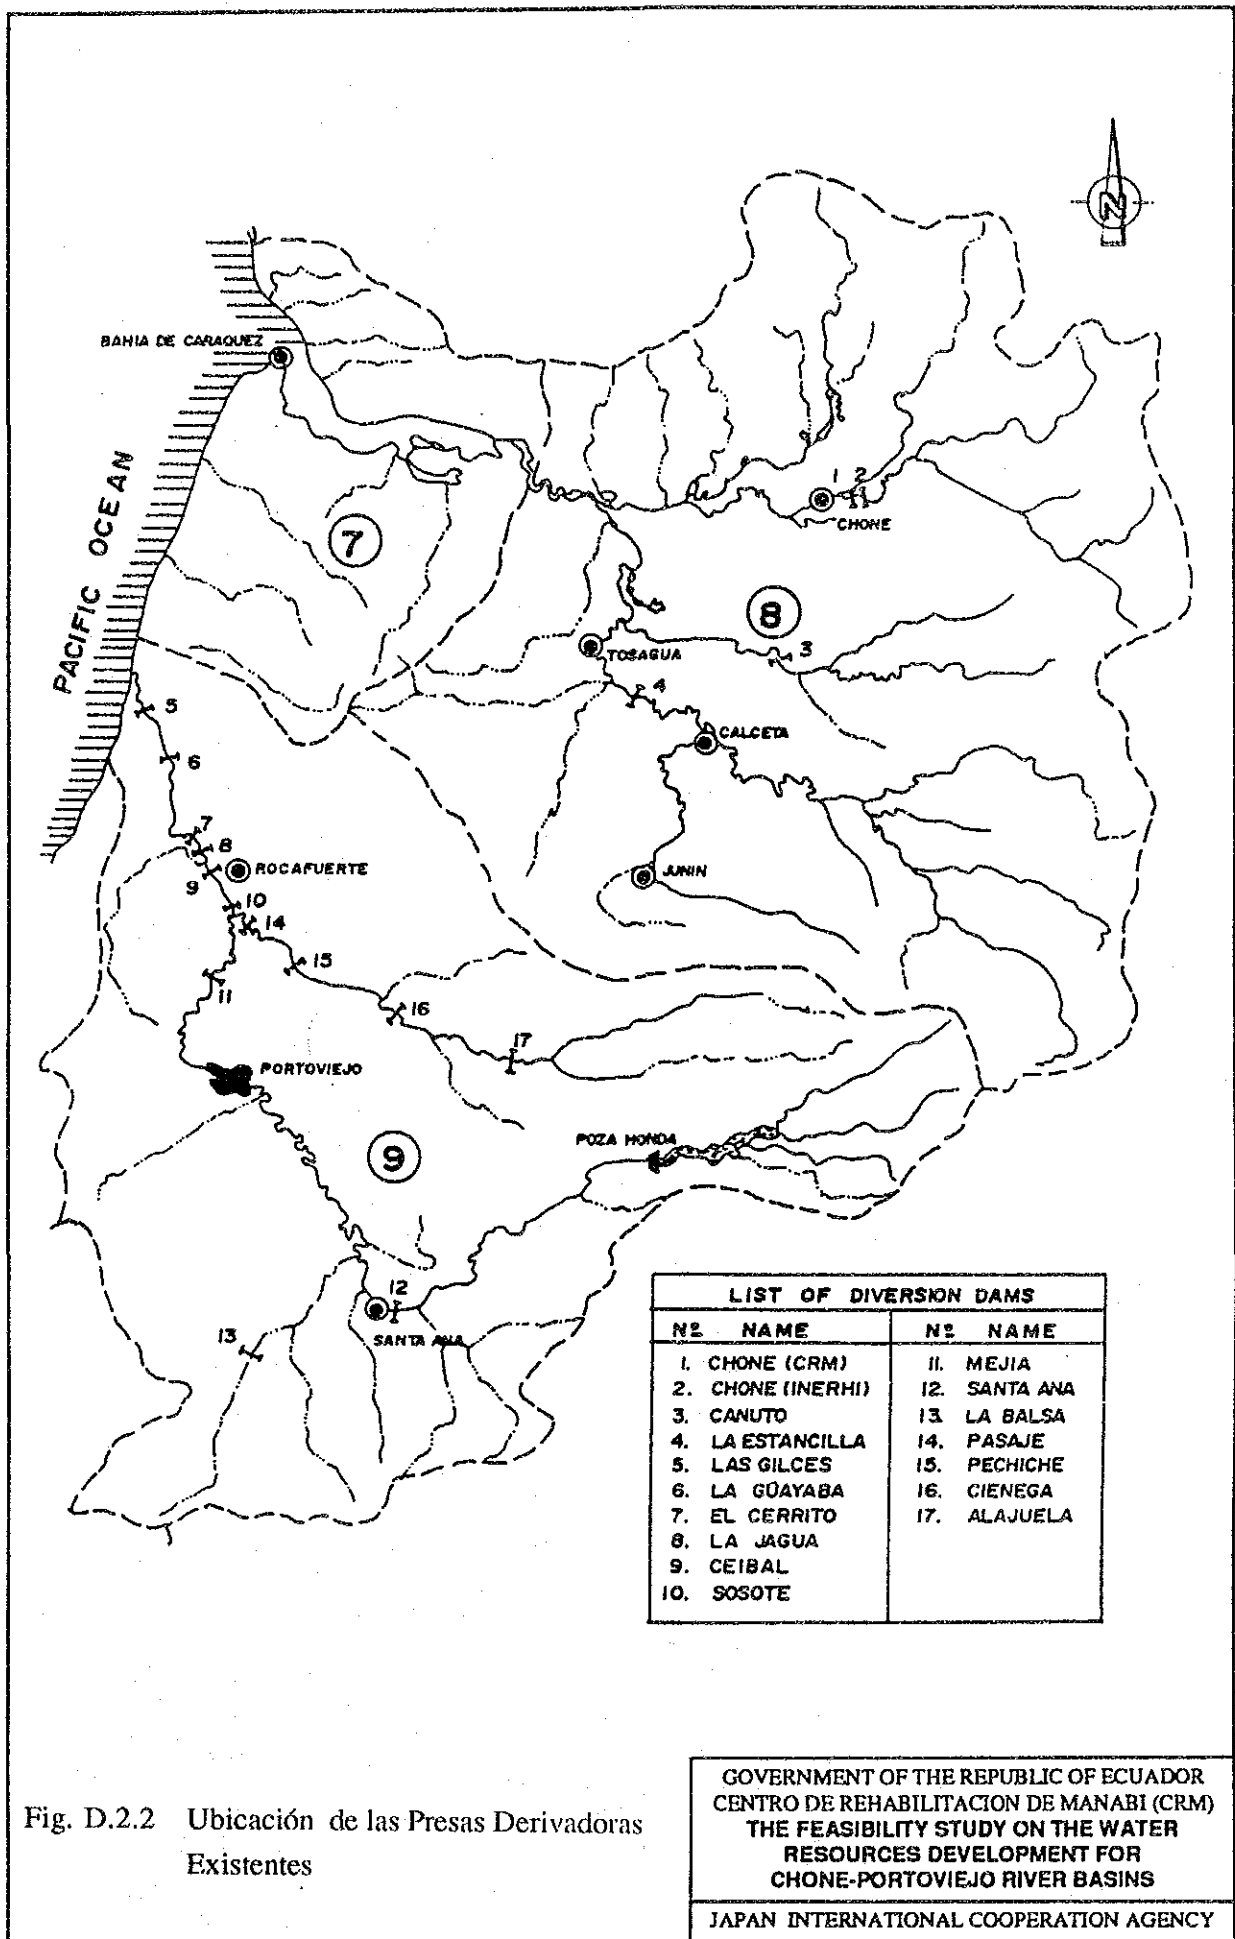 N
BAHIA DE CARAQUEZ
PACIFIC OCEAN
7
1 2
CHONE
8
3
TOSAGUA
4
5
CALCETA
6
7
8
ROCAFUERTE
9
JUNIN
10
14
15
11
16
17
PORTOVIEJO
POZA HONDA
9
12
SANTA ANA
13
LIST OF DIVERSION DAMS
Nº NAME Nº NAME
1. CHONE (CRM) 11. MEJIA
2. CHONE (INERHI) 12. SANTA ANA
3. CANUTO 13. LA BALSA
4. LA ESTANCILLA 14. PASAJE
5. LAS GILCES 15. PECHICHE
6. LA GUAYABA 16. CIENEGA
7. EL CERRITO 17. ALAJUELA
8. LA JAGUA
9. CEIBAL
10. SOSOTE
Fig. D.2.2 Ubicación de las Presas Derivadoras
Existentes
GOVERNMENT OF THE REPUBLIC OF ECUADOR
CENTRO DE REHABILITACION DE MANABI (CRM)
THE FEASIBILITY STUDY ON THE WATER
RESOURCES DEVELOPMENT FOR
CHONE-PORTOVIEJO RIVER BASINS
JAPAN INTERNATIONAL COOPERATION AGENCY